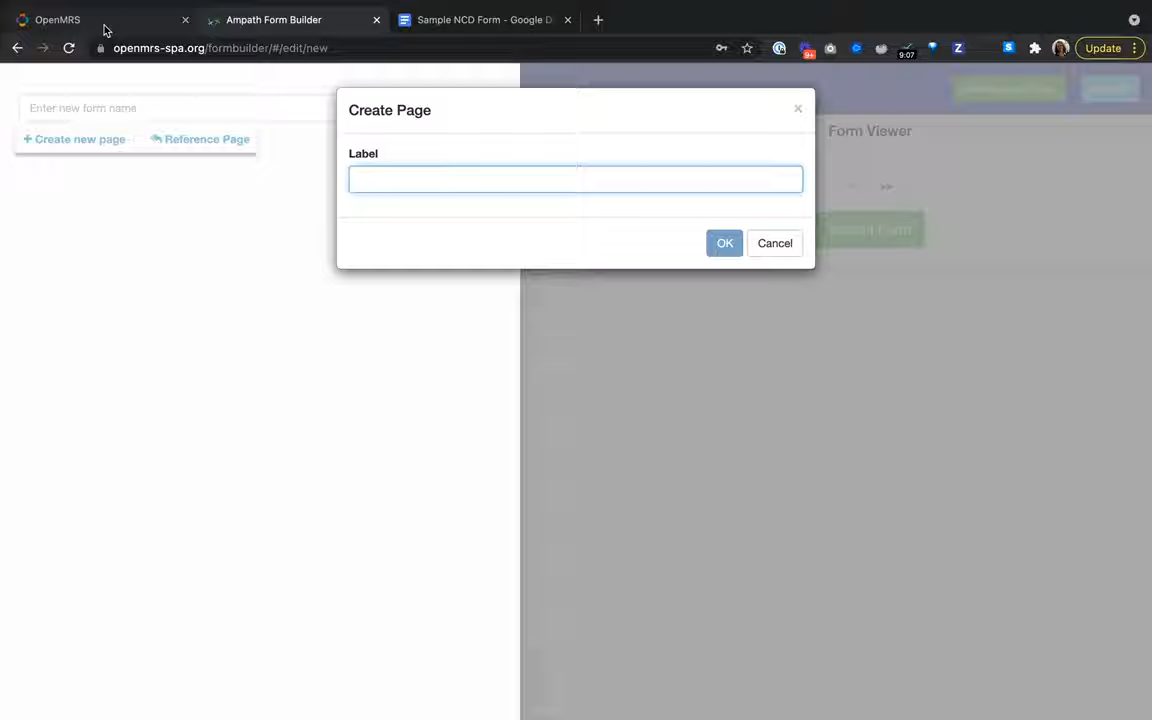 OpenMRS
Ampath Form Builder
Sample NCD Form - Google D
openmrs-spa.org/formbuilder/#/edit/new
9+
9:07
Z
S
Update
Enter new form name
Create new page
Reference Page
Create Page
Label
OK
Cancel
Form Viewer